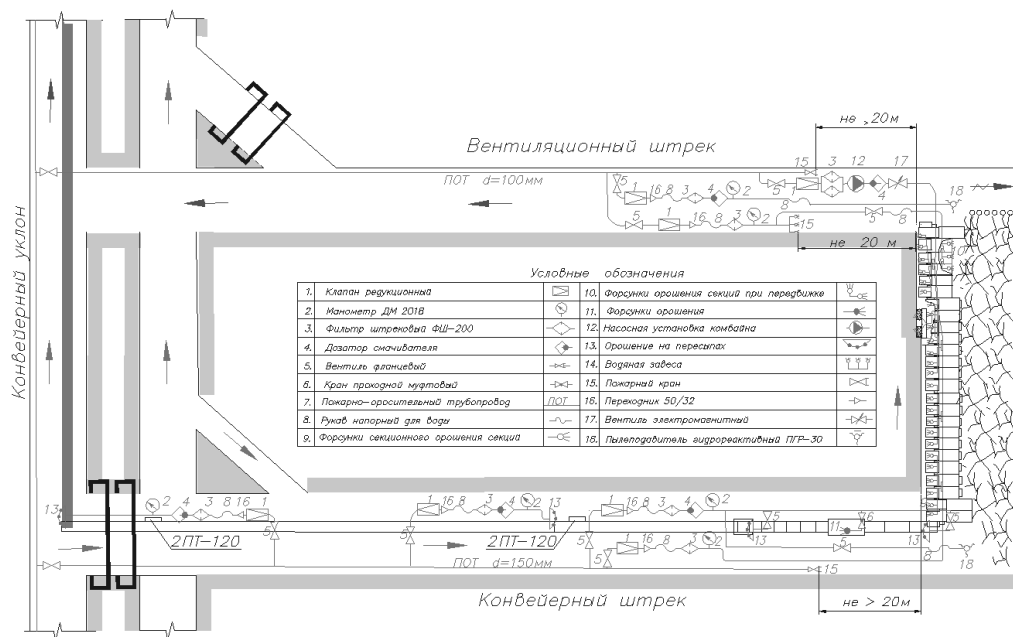 не > 20м
Вентиляционный штрек
15 3 12 17
ПОТ d=100мм
5 1 16 8 3 4 2 5 1 4 18
8
5 1 16 8 3 2 15 5 8
не 20 м
Конвейерный уклон
Условные обозначения
1. Клапан редукционный
2. Манометр ДМ 2018
3. Фильтр штрековый ФШ-200
4. Дозатор смачивателя
5. Вентиль фланцевый
6. Кран проходной муфтовый
7. Пожарно-оросительный трубопровод ПОТ
8. Рукав напорный для воды
9. Форсунки секционного орошения секций
10. Форсунки орошения секций при передвижке
11. Форсунки орошения
12. Насосная установка комбайна
13. Орошение на пересыпах
14. Водяная завеса
15. Пожарный кран
16. Переходник 50/32
17. Вентиль электромагнитный
18. Пылеподавитель гидрореактивный ПГР-30
13 2 4 3 8 16 1 1 16 8 3 4 2 13 1 16 8 3 4 2 5 6 5
2ПТ-120 5 5 2ПТ-120 5 13 11 13
1 16 8 3 4 2 5 8 18
ПОТ d=150мм 5 15
Конвейерный штрек
не > 20м